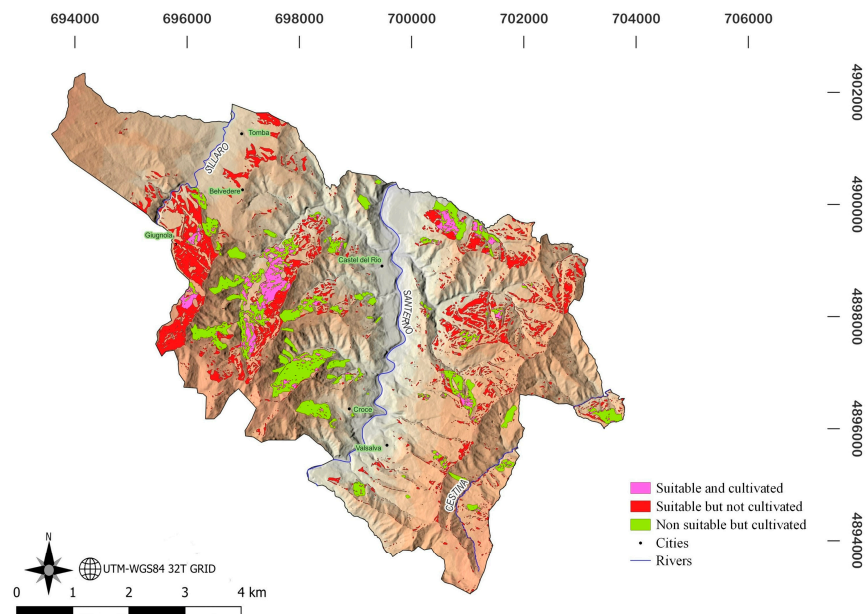 694000 696000 698000 700000 702000 704000 706000
4902000
Tomba
SILLARO
Belvedere
4900000
Giugnola
Castel del Rio
SANTERNO
4898000
Croce
4896000
Valsalva
CESTINA
Suitable and cultivated
Suitable but not cultivated
Non suitable but cultivated
Cities
Rivers
4894000
N
UTM-WGS84 32T GRID
0 1 2 3 4 km